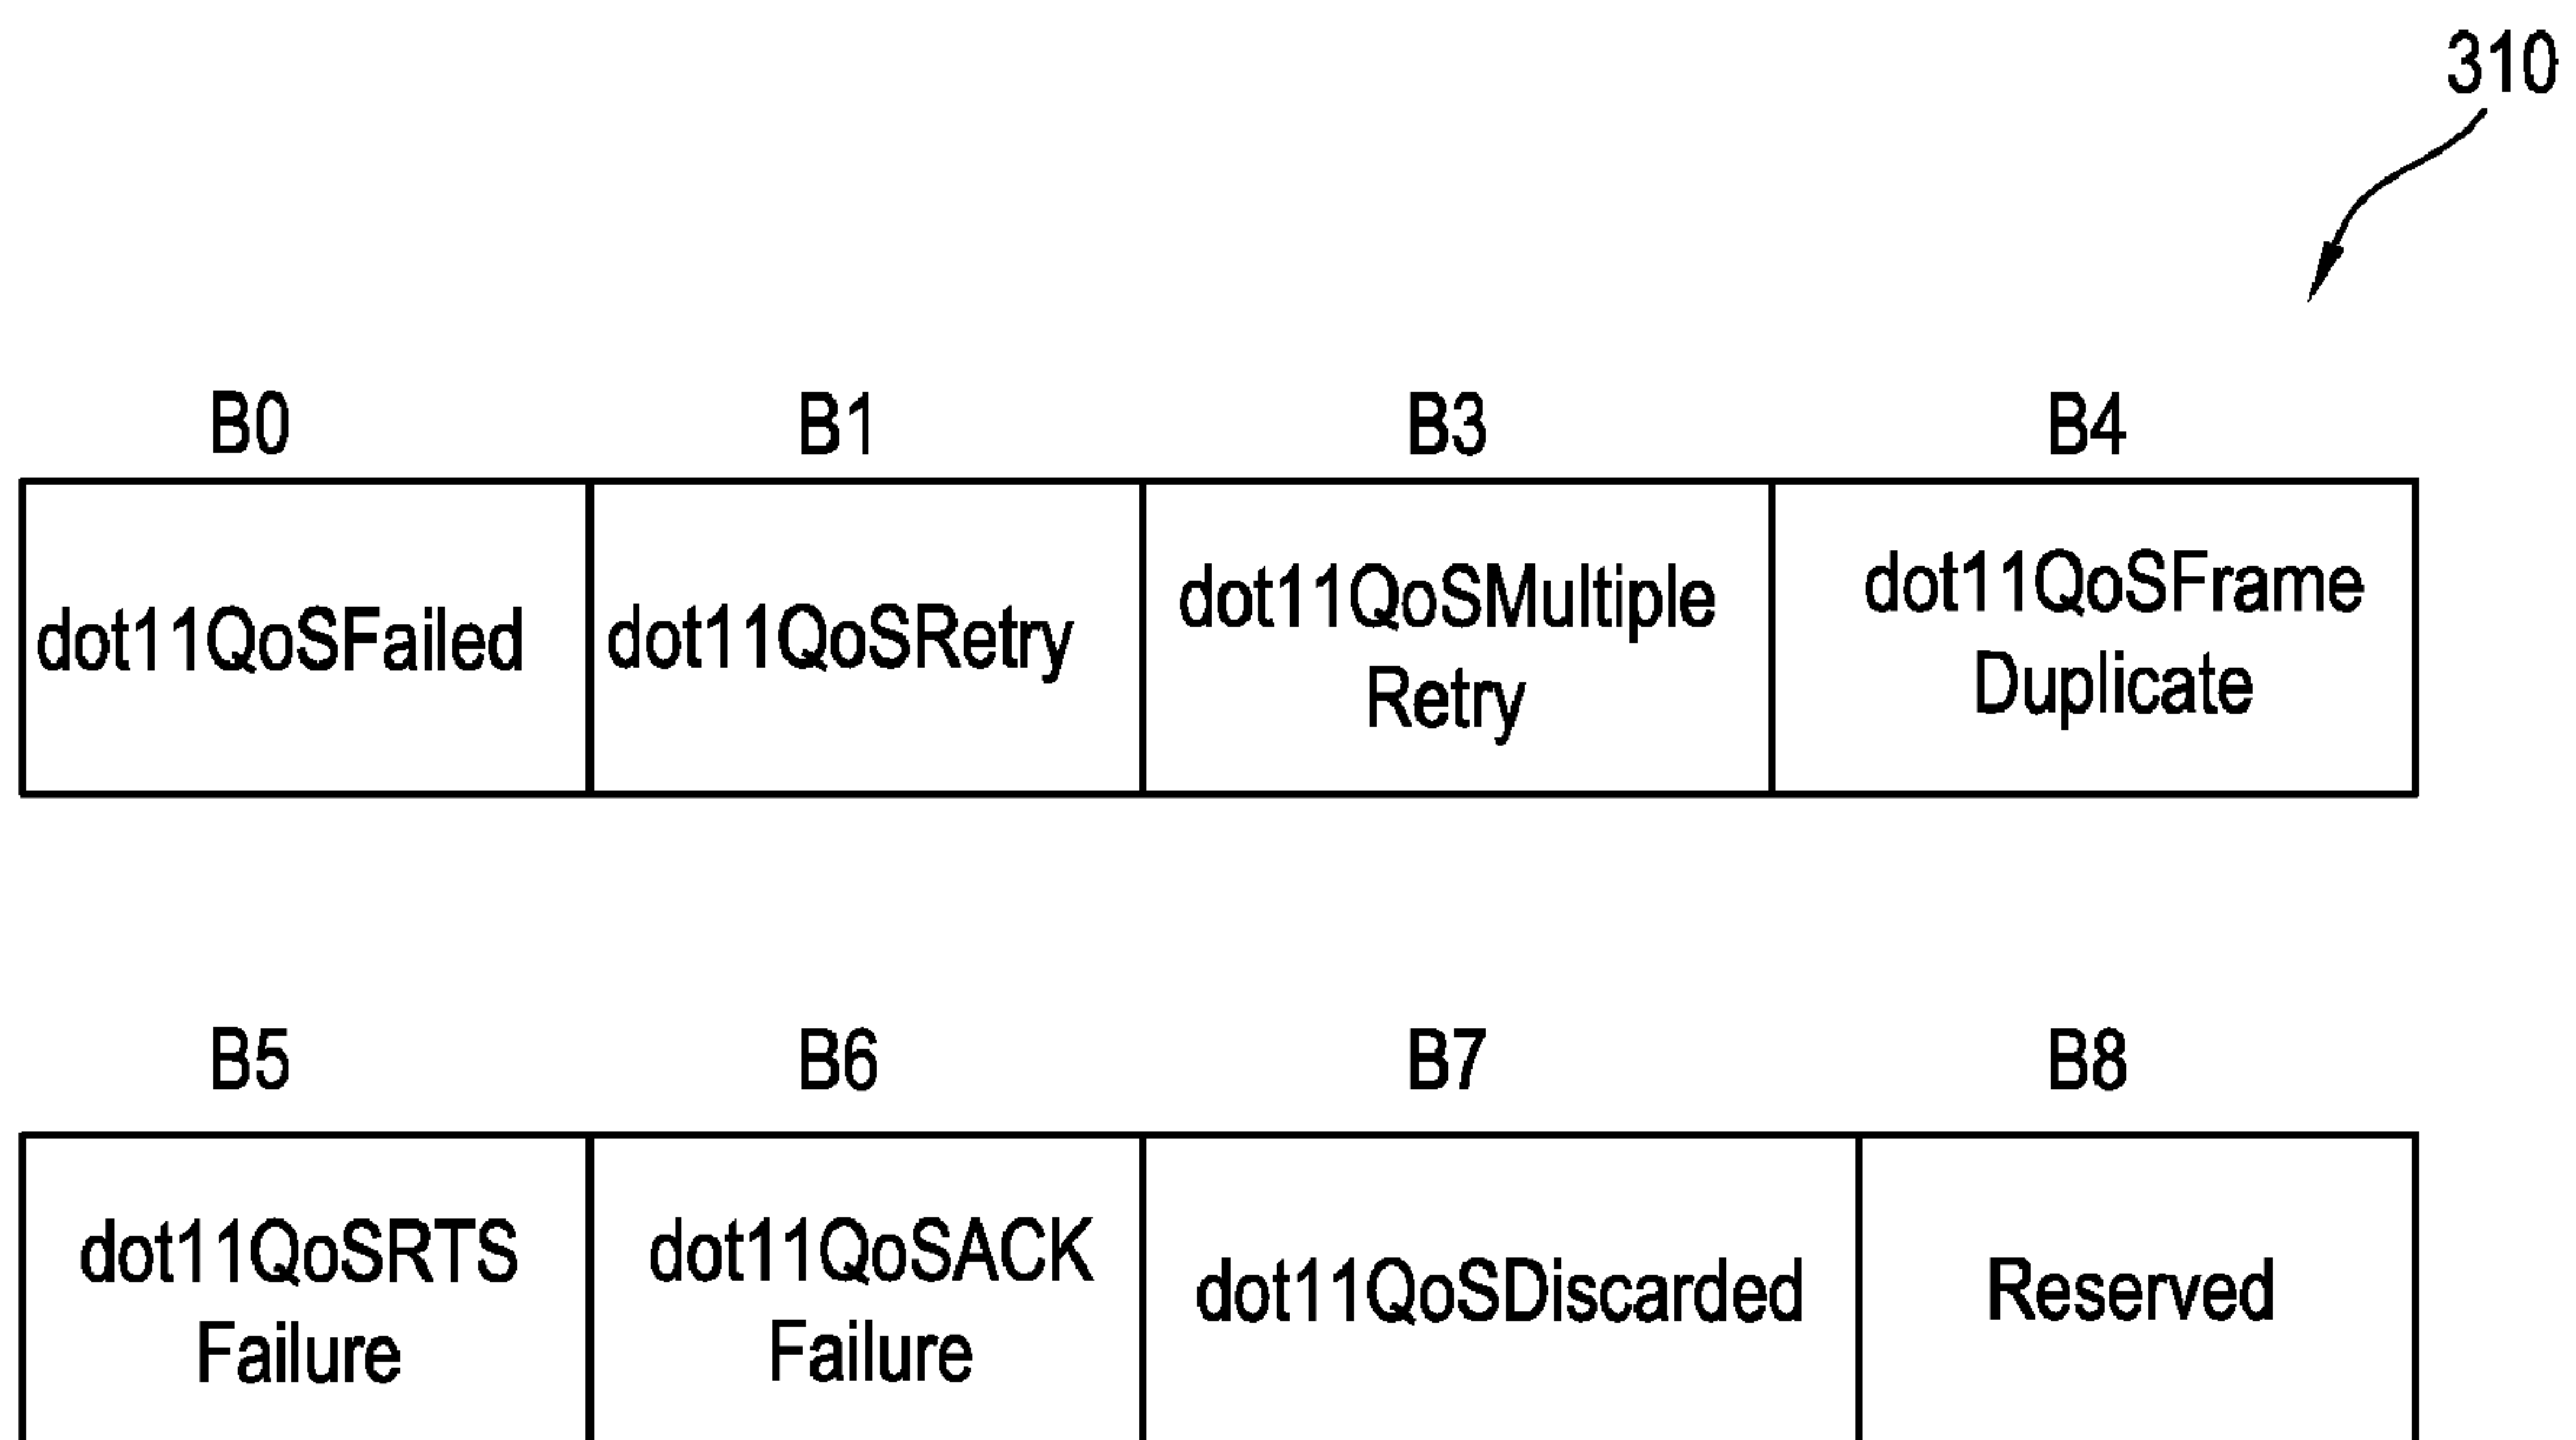 310
B0 B1 B3 B4
dot11QoSFailed dot11QoSRetry dot11QoSMultiple dot11QoSFrame
Retry Duplicate
B5 B6 B7 B8
dot11QoSRTS dot11QoSACK dot11QoSDiscarded Reserved
Failure Failure